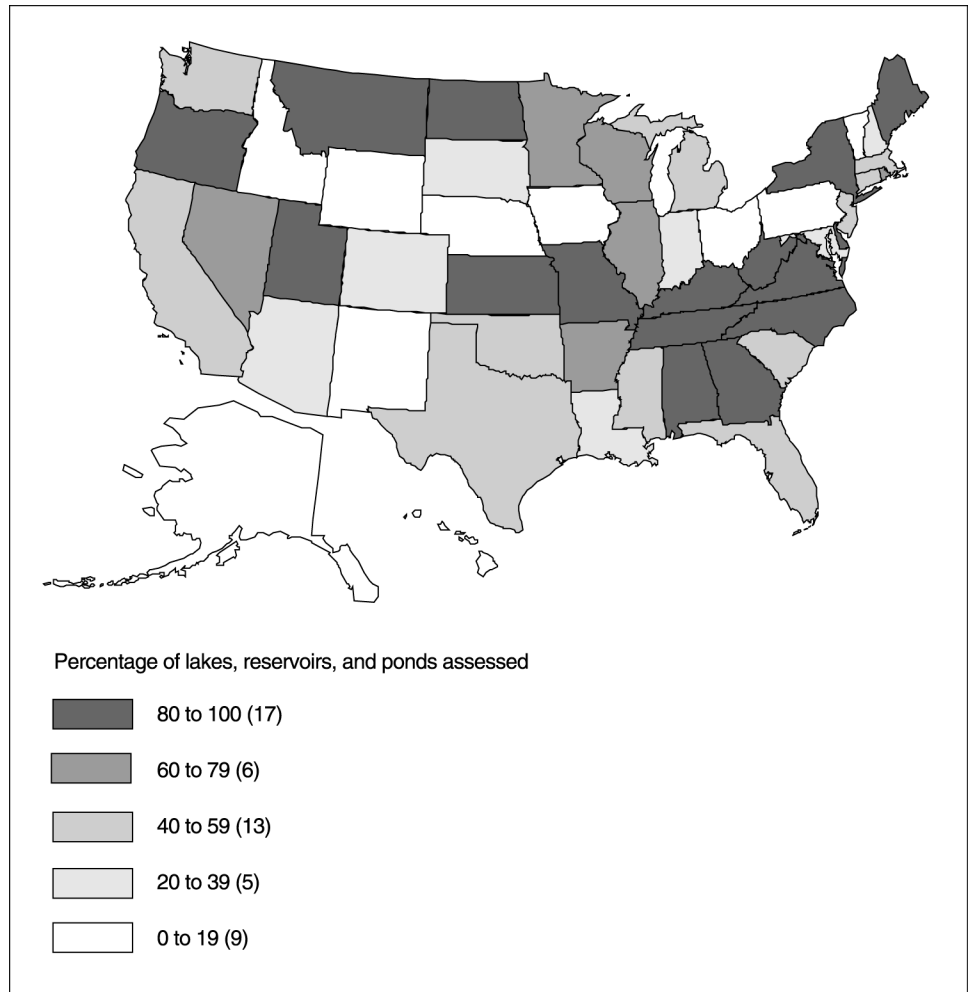 Percentage of lakes, reservoirs, and ponds assessed
80 to 100 (17)
60 to 79 (6)
40 to 59 (13)
20 to 39 (5)
0 to 19 (9)